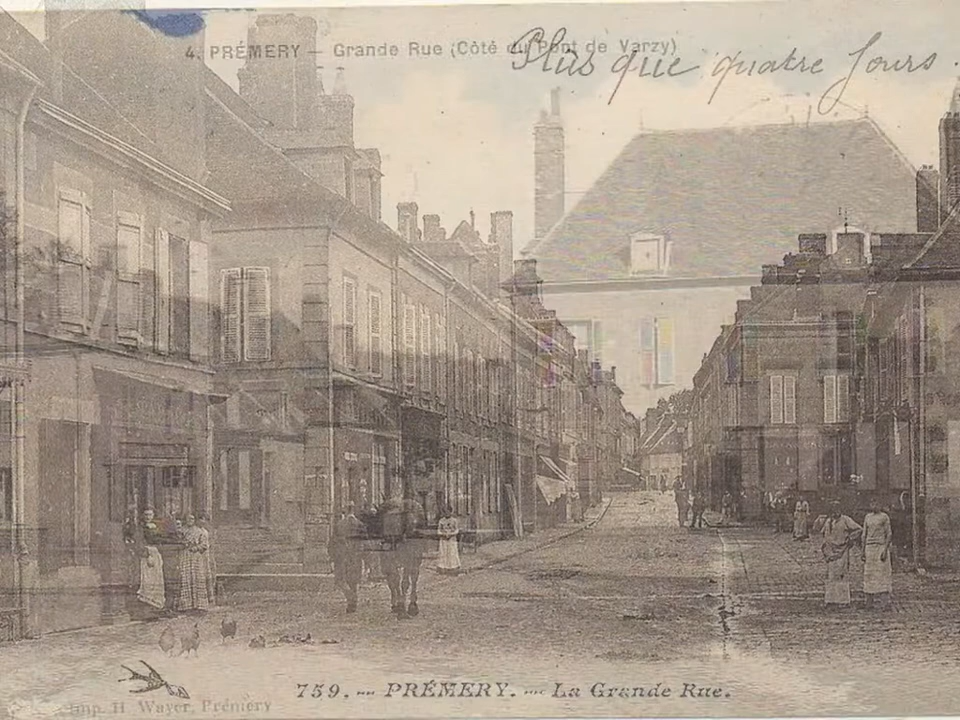 4. PRÉMERY — Grande Rue (Côté du Pont de Varzy)
Plus que quatre Jours.
759. — PRÉMERY. — La Grande Rue.
Imp. H. Wayer, Prémery